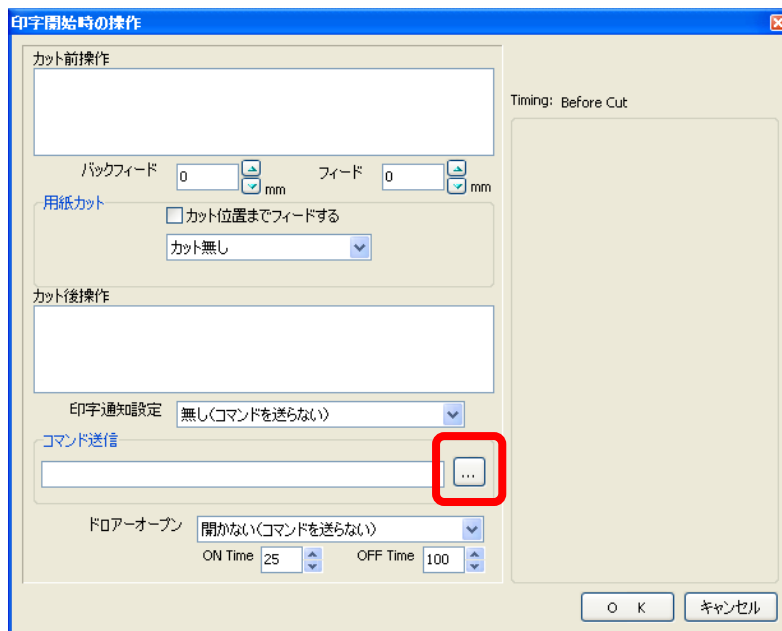 印字開始時の操作
カット前操作
Timing: Before Cut
バックフィード 0 mm フィード 0 mm
用紙カット
カット位置までフィードする
カット無し
カット後操作
印字通知設定 無し(コマンドを送らない)
コマンド送信
...
ドロアーオープン 開かない(コマンドを送らない)
ON Time 25 OFF Time 100
O K キャンセル